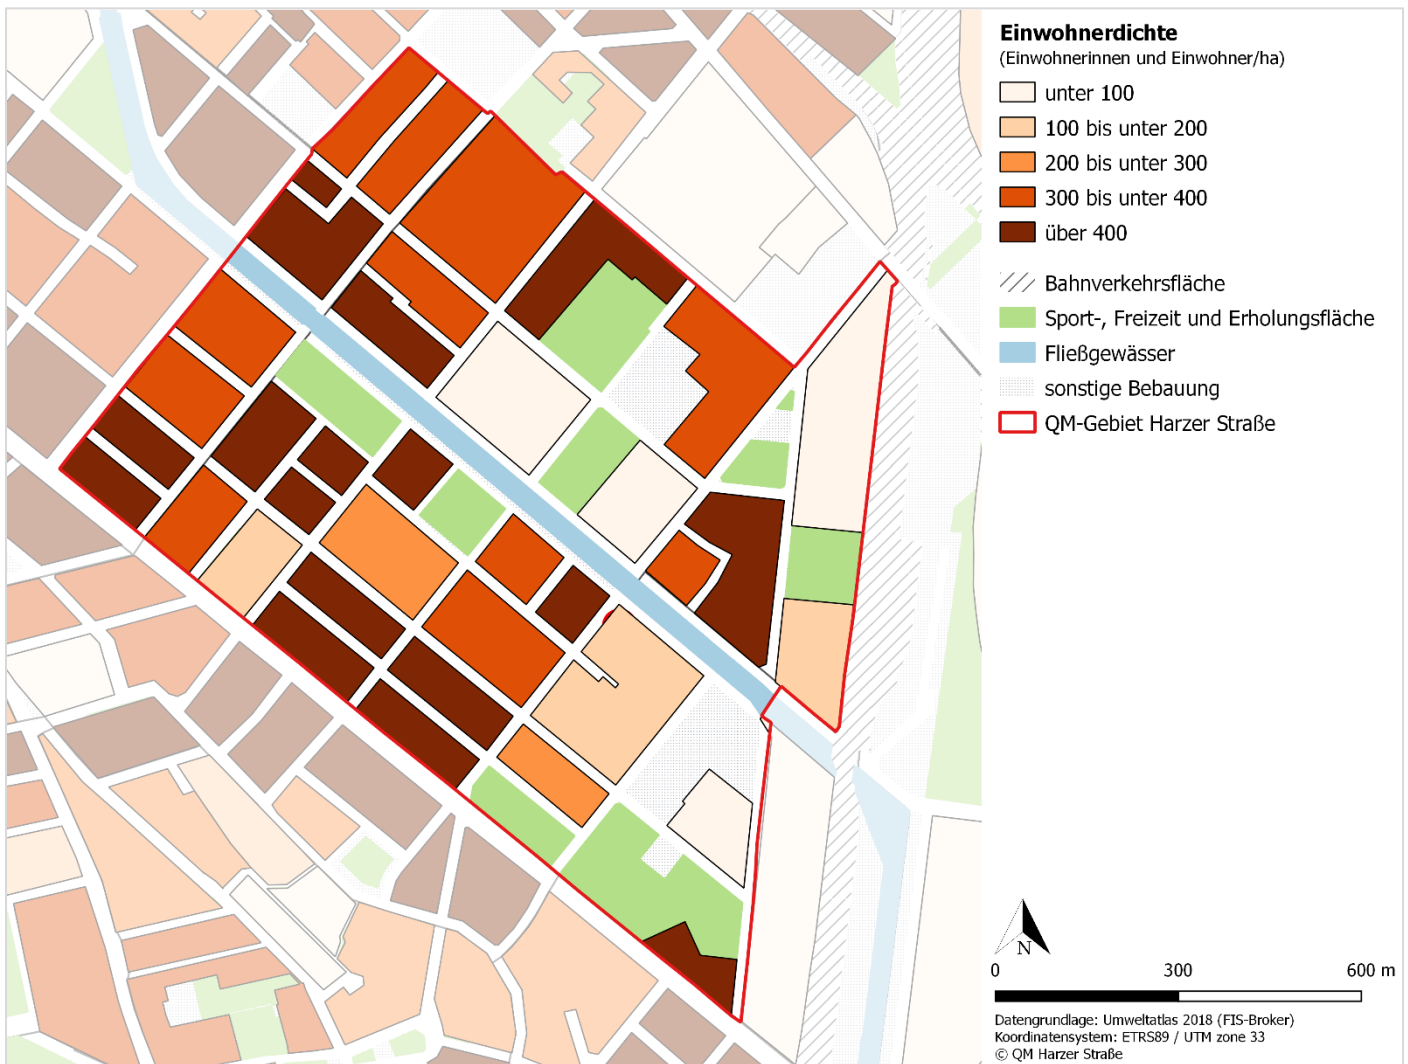 Einwohnerdichte
(Einwohnerinnen und Einwohner/ha)
unter 100
100 bis unter 200
200 bis unter 300
300 bis unter 400
über 400
Bahnverkehrsfläche
Sport-, Freizeit und Erholungsfläche
Fließgewässer
sonstige Bebauung
QM-Gebiet Harzer Straße
N
0 300 600 m
Datengrundlage: Umweltatlas 2018 (FIS-Broker)
Koordinatensystem: ETRS89 / UTM zone 33
© QM Harzer Straße